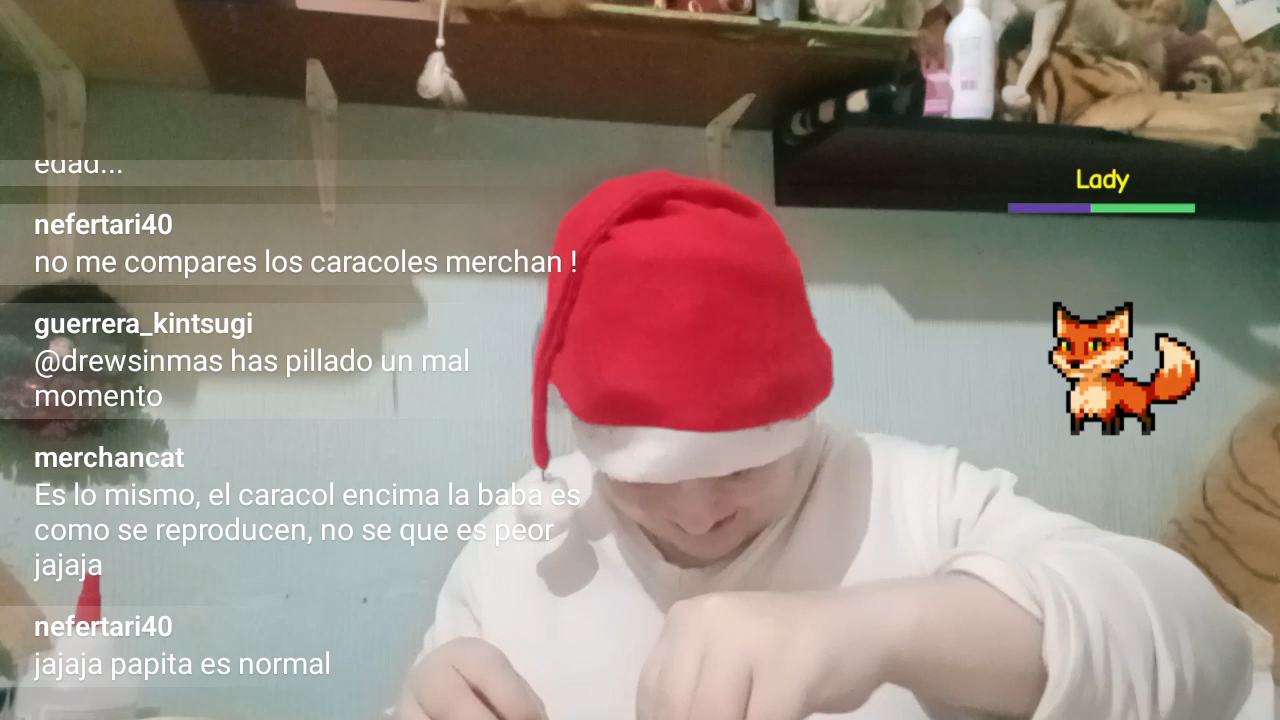 edad...
nefertari40
no me compares los caracoles merchan !
guerrera_kintsugi
@drewsinmas has pillado un mal
momento
merchancat
Es lo mismo, el caracol encima la baba es
como se reproducen, no se que es peor
jajaja
nefertari40
jajaja papita es normal
Lady